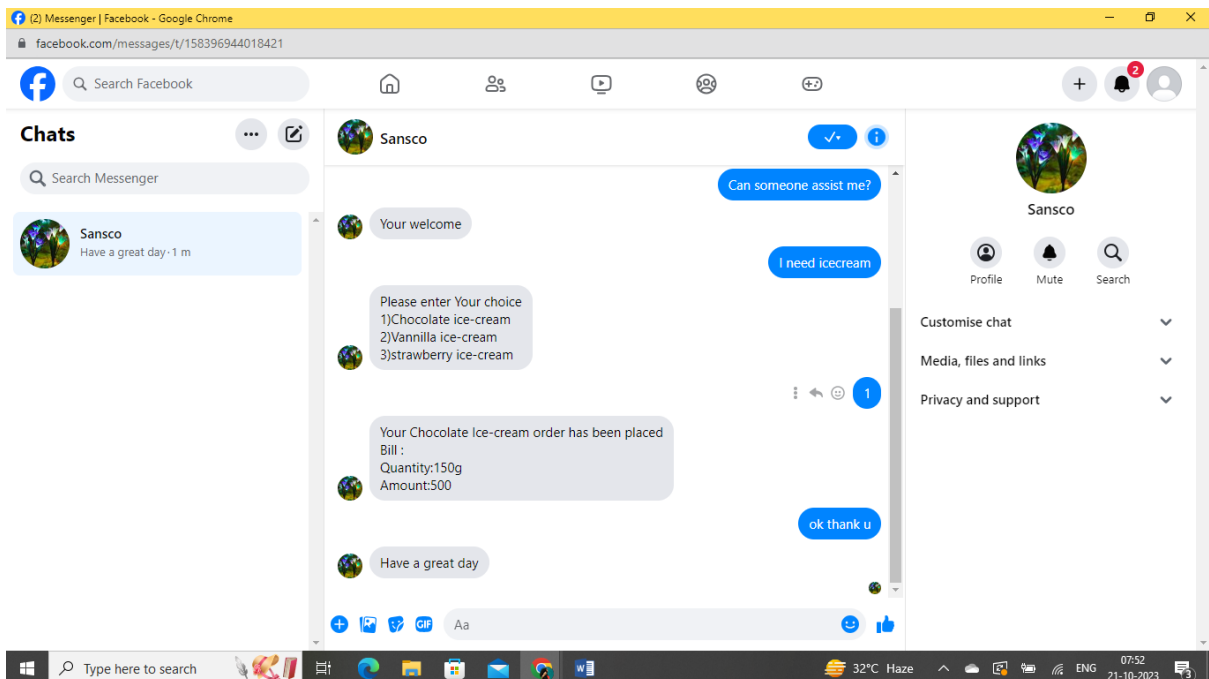 (2) Messenger | Facebook - Google Chrome
facebook.com/messages/t/158396944018421
Search Facebook
2
Chats
Search Messenger
Sansco
Have a great day · 1 m
Sansco
Can someone assist me?
Your welcome
I need icecream
Please enter Your choice
1)Chocolate ice-cream
2)Vannilla ice-cream
3)strawberry ice-cream
1
Your Chocolate Ice-cream order has been placed
Bill :
Quantity:150g
Amount:500
ok thank u
Have a great day
GIF
Aa
Sansco
Profile Mute Search
Customise chat
Media, files and links
Privacy and support
Type here to search
32°C Haze
ENG
07:52
21-10-2023
3